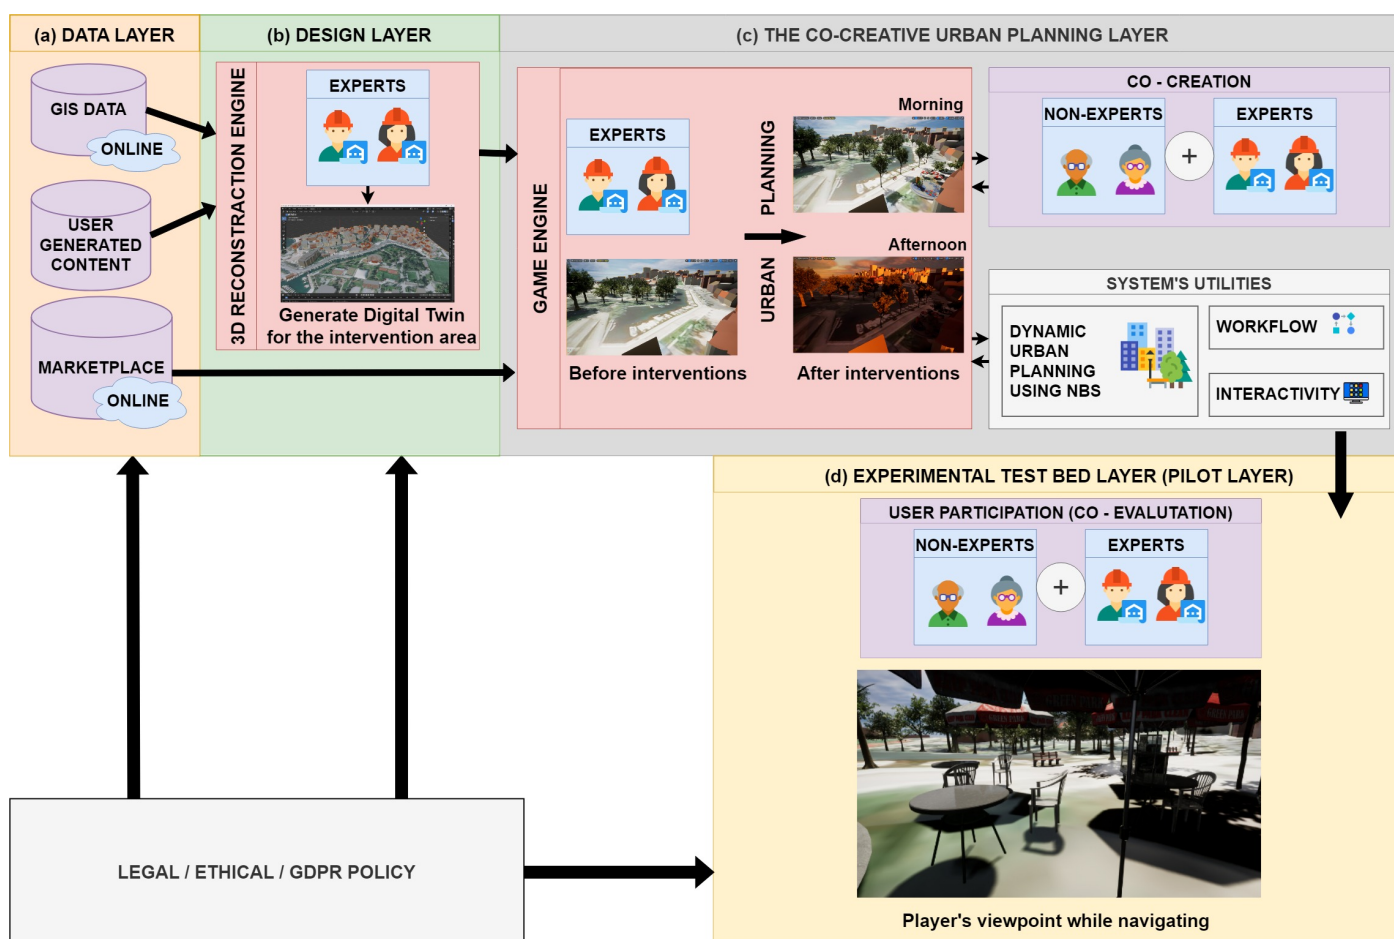 (a) DATA LAYER
GIS DATA
ONLINE
USER
GENERATED
CONTENT
MARKETPLACE
ONLINE
(b) DESIGN LAYER
3D RECONSTRACTION ENGINE
EXPERTS
Generate Digital Twin
for the intervention area
(c) THE CO-CREATIVE URBAN PLANNING LAYER
GAME ENGINE
EXPERTS
Before interventions
URBAN PLANNING
Morning
Afternoon
After interventions
CO - CREATION
NON-EXPERTS
+
EXPERTS
SYSTEM'S UTILITIES
DYNAMIC
URBAN
PLANNING
USING NBS
WORKFLOW
INTERACTIVITY
(d) EXPERIMENTAL TEST BED LAYER (PILOT LAYER)
USER PARTICIPATION (CO - EVALUTATION)
NON-EXPERTS
+
EXPERTS
Player's viewpoint while navigating
LEGAL / ETHICAL / GDPR POLICY